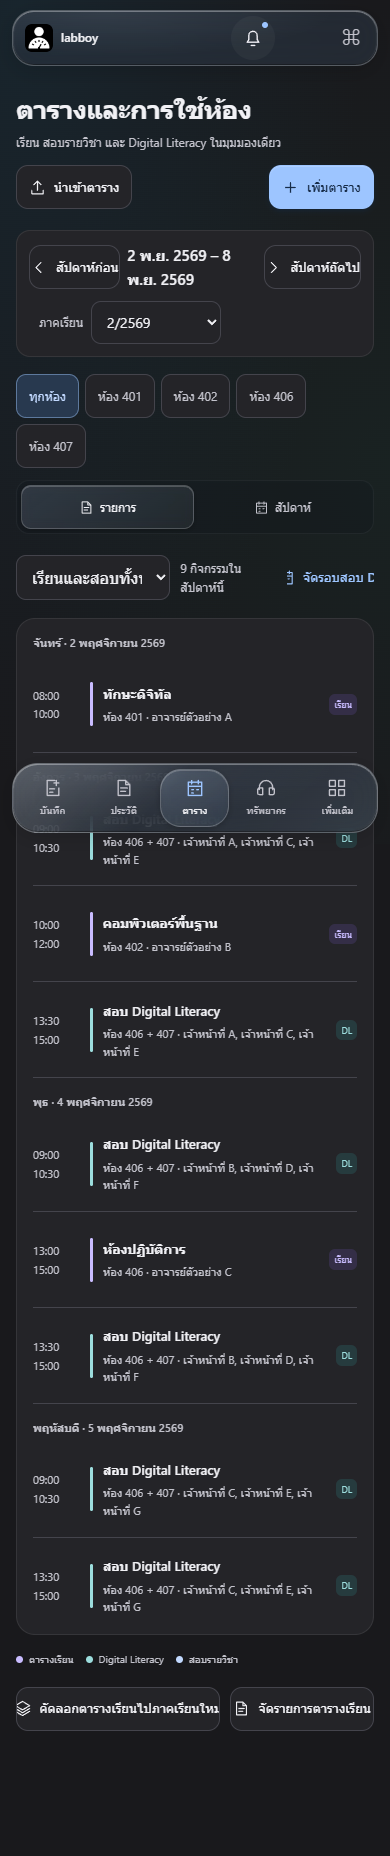 labboy
ตารางและการใช้ห้อง
เรียน สอบรายวิชา และ Digital Literacy ในมุมมองเดียว
นำเข้าตาราง
เพิ่มตาราง
สัปดาห์ก่อน
2 พ.ย. 2569 – 8
พ.ย. 2569
สัปดาห์ถัดไป
ภาคเรียน
2/2569
ทุกห้อง
ห้อง 401
ห้อง 402
ห้อง 406
ห้อง 407
รายการ
สัปดาห์
เรียนและสอบทั้ง
9 กิจกรรมใน
สัปดาห์นี้
จัดรอบสอบ D
จันทร์ · 2 พฤศจิกายน 2569
08:00
10:00
ทักษะดิจิทัล
ห้อง 401 · อาจารย์ตัวอย่าง A
เรียน
บันทึก
ประวัติ
ตาราง
ทรัพยากร
เพิ่มเติม
10:30
ห้อง 406 + 407 · เจ้าหน้าที่ A, เจ้าหน้าที่ C, เจ้า
หน้าที่ E
DL
10:00
12:00
คอมพิวเตอร์พื้นฐาน
ห้อง 402 · อาจารย์ตัวอย่าง B
เรียน
13:30
15:00
สอบ Digital Literacy
ห้อง 406 + 407 · เจ้าหน้าที่ A, เจ้าหน้าที่ C, เจ้า
หน้าที่ E
DL
พุธ · 4 พฤศจิกายน 2569
09:00
10:30
สอบ Digital Literacy
ห้อง 406 + 407 · เจ้าหน้าที่ B, เจ้าหน้าที่ D, เจ้า
หน้าที่ F
DL
13:00
15:00
ห้องปฏิบัติการ
ห้อง 406 · อาจารย์ตัวอย่าง C
เรียน
13:30
15:00
สอบ Digital Literacy
ห้อง 406 + 407 · เจ้าหน้าที่ B, เจ้าหน้าที่ D, เจ้า
หน้าที่ F
DL
พฤหัสบดี · 5 พฤศจิกายน 2569
09:00
10:30
สอบ Digital Literacy
ห้อง 406 + 407 · เจ้าหน้าที่ C, เจ้าหน้าที่ E, เจ้า
หน้าที่ G
DL
13:30
15:00
สอบ Digital Literacy
ห้อง 406 + 407 · เจ้าหน้าที่ C, เจ้าหน้าที่ E, เจ้า
หน้าที่ G
DL
ตารางเรียน
Digital Literacy
สอบรายวิชา
คัดลอกตารางเรียนไปภาคเรียนใหม่
จัดรายการตารางเรียน